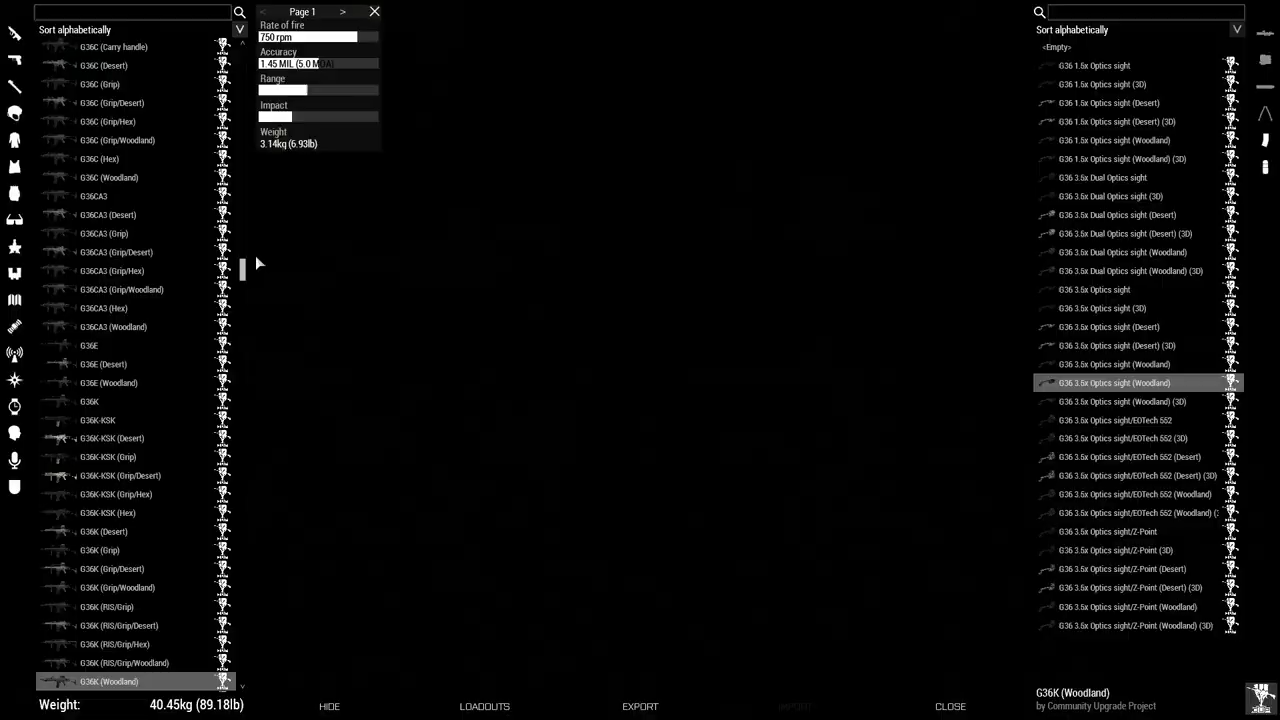 Sort alphabetically
G36C (Carry handle)
G36C (Desert)
G36C (Grip)
G36C (Grip/Desert)
G36C (Grip/Hex)
G36C (Grip/Woodland)
G36C (Hex)
G36C (Woodland)
G36CA3
G36CA3 (Desert)
G36CA3 (Grip)
G36CA3 (Grip/Desert)
G36CA3 (Grip/Hex)
G36CA3 (Grip/Woodland)
G36CA3 (Hex)
G36CA3 (Woodland)
G36E
G36E (Desert)
G36E (Woodland)
G36K
G36K-KSK
G36K-KSK (Desert)
G36K-KSK (Grip)
G36K-KSK (Grip/Desert)
G36K-KSK (Grip/Hex)
G36K-KSK (Hex)
G36K (Desert)
G36K (Grip)
G36K (Grip/Desert)
G36K (Grip/Woodland)
G36K (RIS/Grip)
G36K (RIS/Grip/Desert)
G36K (RIS/Grip/Hex)
G36K (RIS/Grip/Woodland)
G36K (Woodland)
Weight: 40.45kg (89.18lb)
< Page 1 >
Rate of fire
750 rpm
Accuracy
1.45 MIL (5.0 MOA)
Range
Impact
Weight
3.14kg (6.93lb)
HIDE
LOADOUTS
EXPORT
IMPORT
CLOSE
Sort alphabetically
<Empty>
G36 1.5x Optics sight
G36 1.5x Optics sight (3D)
G36 1.5x Optics sight (Desert)
G36 1.5x Optics sight (Desert) (3D)
G36 1.5x Optics sight (Woodland)
G36 1.5x Optics sight (Woodland) (3D)
G36 3.5x Dual Optics sight
G36 3.5x Dual Optics sight (3D)
G36 3.5x Dual Optics sight (Desert)
G36 3.5x Dual Optics sight (Desert) (3D)
G36 3.5x Dual Optics sight (Woodland)
G36 3.5x Dual Optics sight (Woodland) (3D)
G36 3.5x Optics sight
G36 3.5x Optics sight (3D)
G36 3.5x Optics sight (Desert)
G36 3.5x Optics sight (Desert) (3D)
G36 3.5x Optics sight (Woodland)
G36 3.5x Optics sight (Woodland)
G36 3.5x Optics sight (Woodland) (3D)
G36 3.5x Optics sight/EOTech 552
G36 3.5x Optics sight/EOTech 552 (3D)
G36 3.5x Optics sight/EOTech 552 (Desert)
G36 3.5x Optics sight/EOTech 552 (Desert) (3D)
G36 3.5x Optics sight/EOTech 552 (Woodland)
G36 3.5x Optics sight/EOTech 552 (Woodland) (:
G36 3.5x Optics sight/Z-Point
G36 3.5x Optics sight/Z-Point (3D)
G36 3.5x Optics sight/Z-Point (Desert)
G36 3.5x Optics sight/Z-Point (Desert) (3D)
G36 3.5x Optics sight/Z-Point (Woodland)
G36 3.5x Optics sight/Z-Point (Woodland) (3D)
G36K (Woodland)
by Community Upgrade Project